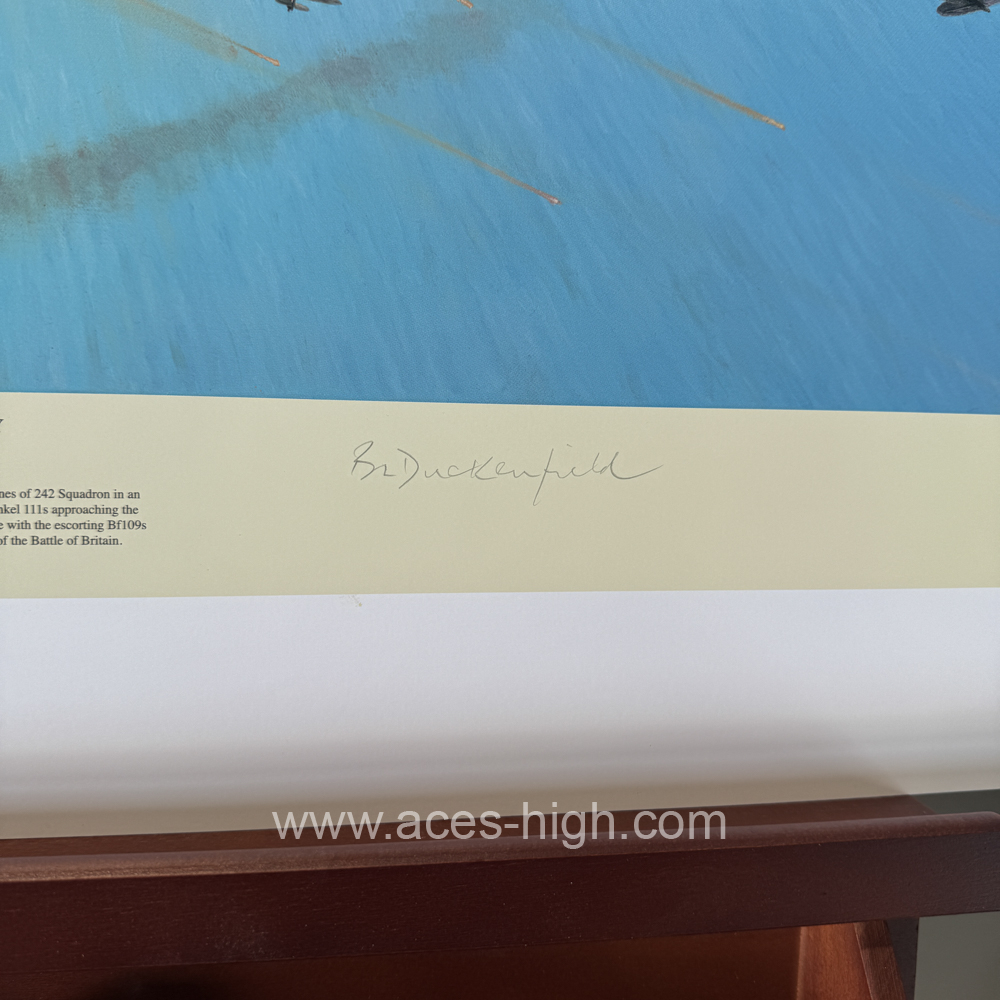 B L Duckenfield
nes of 242 Squadron in an
nkel 111s approaching the
e with the escorting Bf109s
of the Battle of Britain.
www.aces-high.com